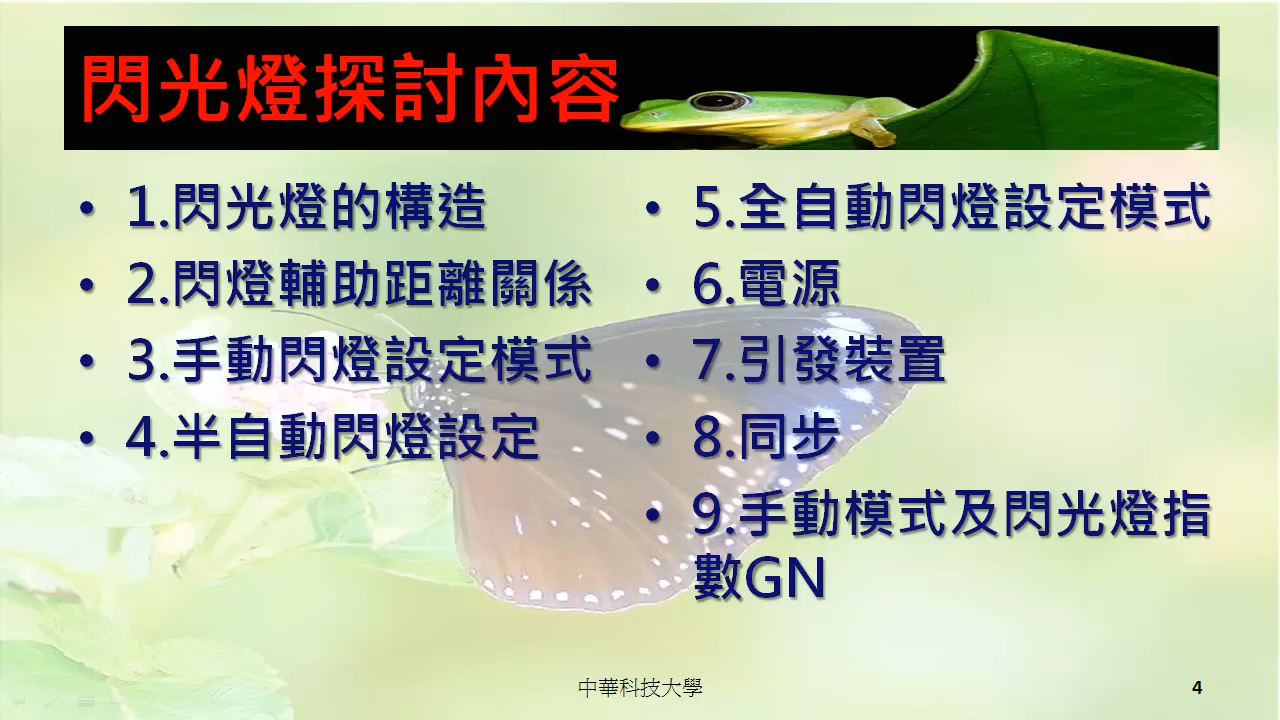 閃光燈探討內容
• 1.閃光燈的構造
• 2.閃燈輔助距離關係
• 3.手動閃燈設定模式
• 4.半自動閃燈設定
• 5.全自動閃燈設定模式
• 6.電源
• 7.引發裝置
• 8.同步
• 9.手動模式及閃光燈指
數GN
中華科技大學
4